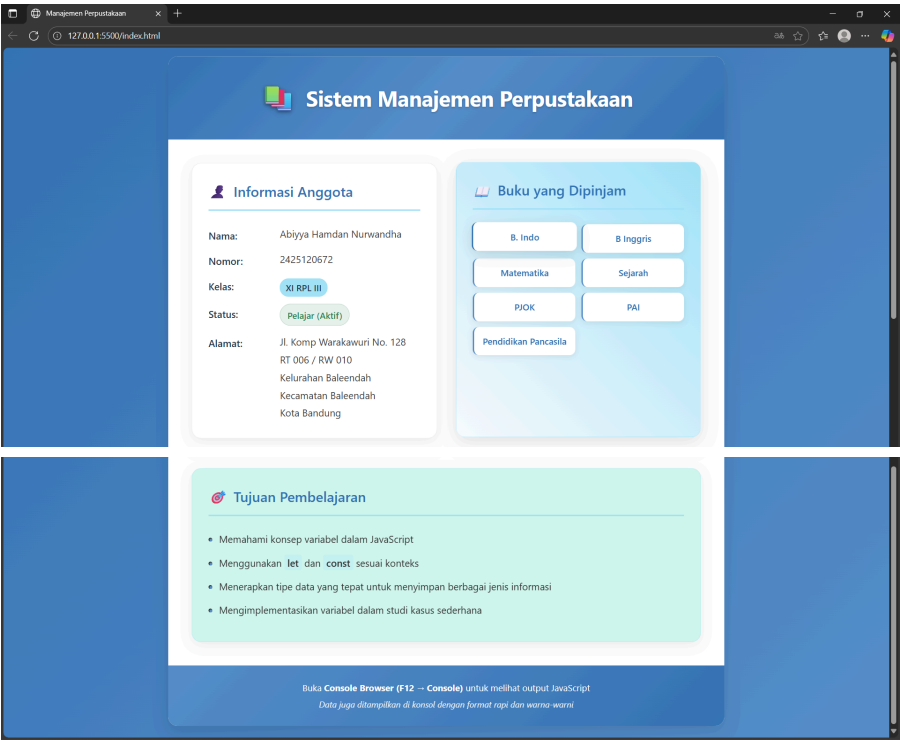 Manajemen Perpustakaan
127.0.0.1:5500/index.html
Sistem Manajemen Perpustakaan
Informasi Anggota
Nama: Abiyya Hamdan Nurwandha
Nomor: 2425120672
Kelas: XI RPL III
Status: Pelajar (Aktif)
Alamat: Jl. Komp Warakawuri No. 128
RT 006 / RW 010
Kelurahan Baleendah
Kecamatan Baleendah
Kota Bandung
Buku yang Dipinjam
B. Indo
B Inggris
Matematika
Sejarah
PJOK
PAI
Pendidikan Pancasila
Tujuan Pembelajaran
• Memahami konsep variabel dalam JavaScript
• Menggunakan let dan const sesuai konteks
• Menerapkan tipe data yang tepat untuk menyimpan berbagai jenis informasi
• Mengimplementasikan variabel dalam studi kasus sederhana
Buka Console Browser (F12 → Console) untuk melihat output JavaScript
Data juga ditampilkan di konsol dengan format rapi dan warna-warni